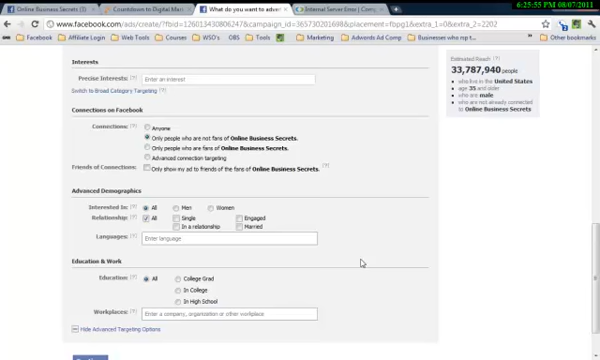 6:25:55 PM 08/07/2011
Online Business Secrets (3)
Countdown to Digital Mark
What do you want to adver
Internal Server Error | Comp
www.facebook.com/ads/create/?fbid=126013430806247&campaign_id=365730201698&placement=fbpg1&extra_1=0&extra_2=2202
Facebook
Affiliate Login
Web Tools
WSO's
OBS
Tools
Marketing
Adwords Ad Comp
Businesses who mp t...
Other bookmarks
Interests
Precise Interests: [?] Enter an interest
Switch to Broad Category Targeting [?]
Connections on Facebook
Connections: [?] Anyone
Only people who are not fans of Online Business Secrets.
Only people who are fans of Online Business Secrets.
Advanced connection targeting
Friends of Connections: [?] Only show my ad to friends of the fans of Online Business Secrets. [?]
Advanced Demographics
Interested In: [?] All Men Women
Relationship: [?] All Single Engaged
In a relationship Married
Languages: [?] Enter language
Education & Work
Education: [?] All College Grad
In College
In High School
Workplaces: [?] Enter a company, organization or other workplace
Hide Advanced Targeting Options
Estimated Reach [?]
33,787,940 people
who live in the United States
age 35 and older
who are male
who are not already connected to Online Business Secrets